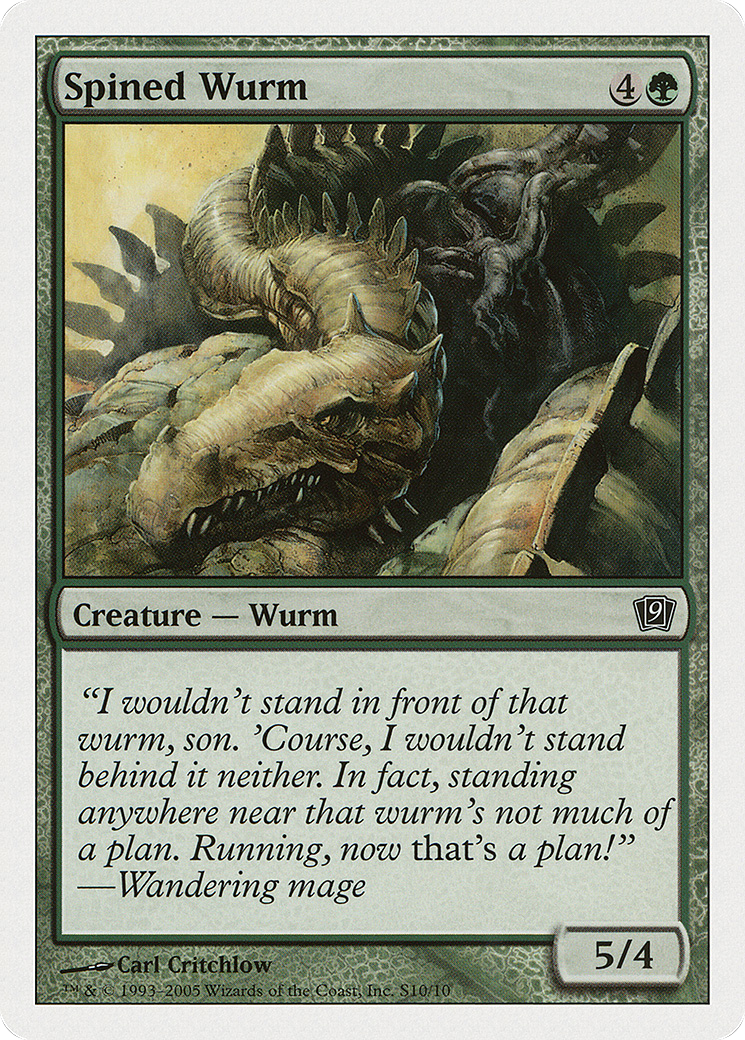 Spined Wurm
4
Creature — Wurm
9
“I wouldn’t stand in front of that
wurm, son. ’Course, I wouldn’t stand
behind it neither. In fact, standing
anywhere near that wurm’s not much of
a plan. Running, now that’s a plan!”
—Wandering mage
5/4
Carl Critchlow
™ & © 1993–2005 Wizards of the Coast, Inc. S10/10